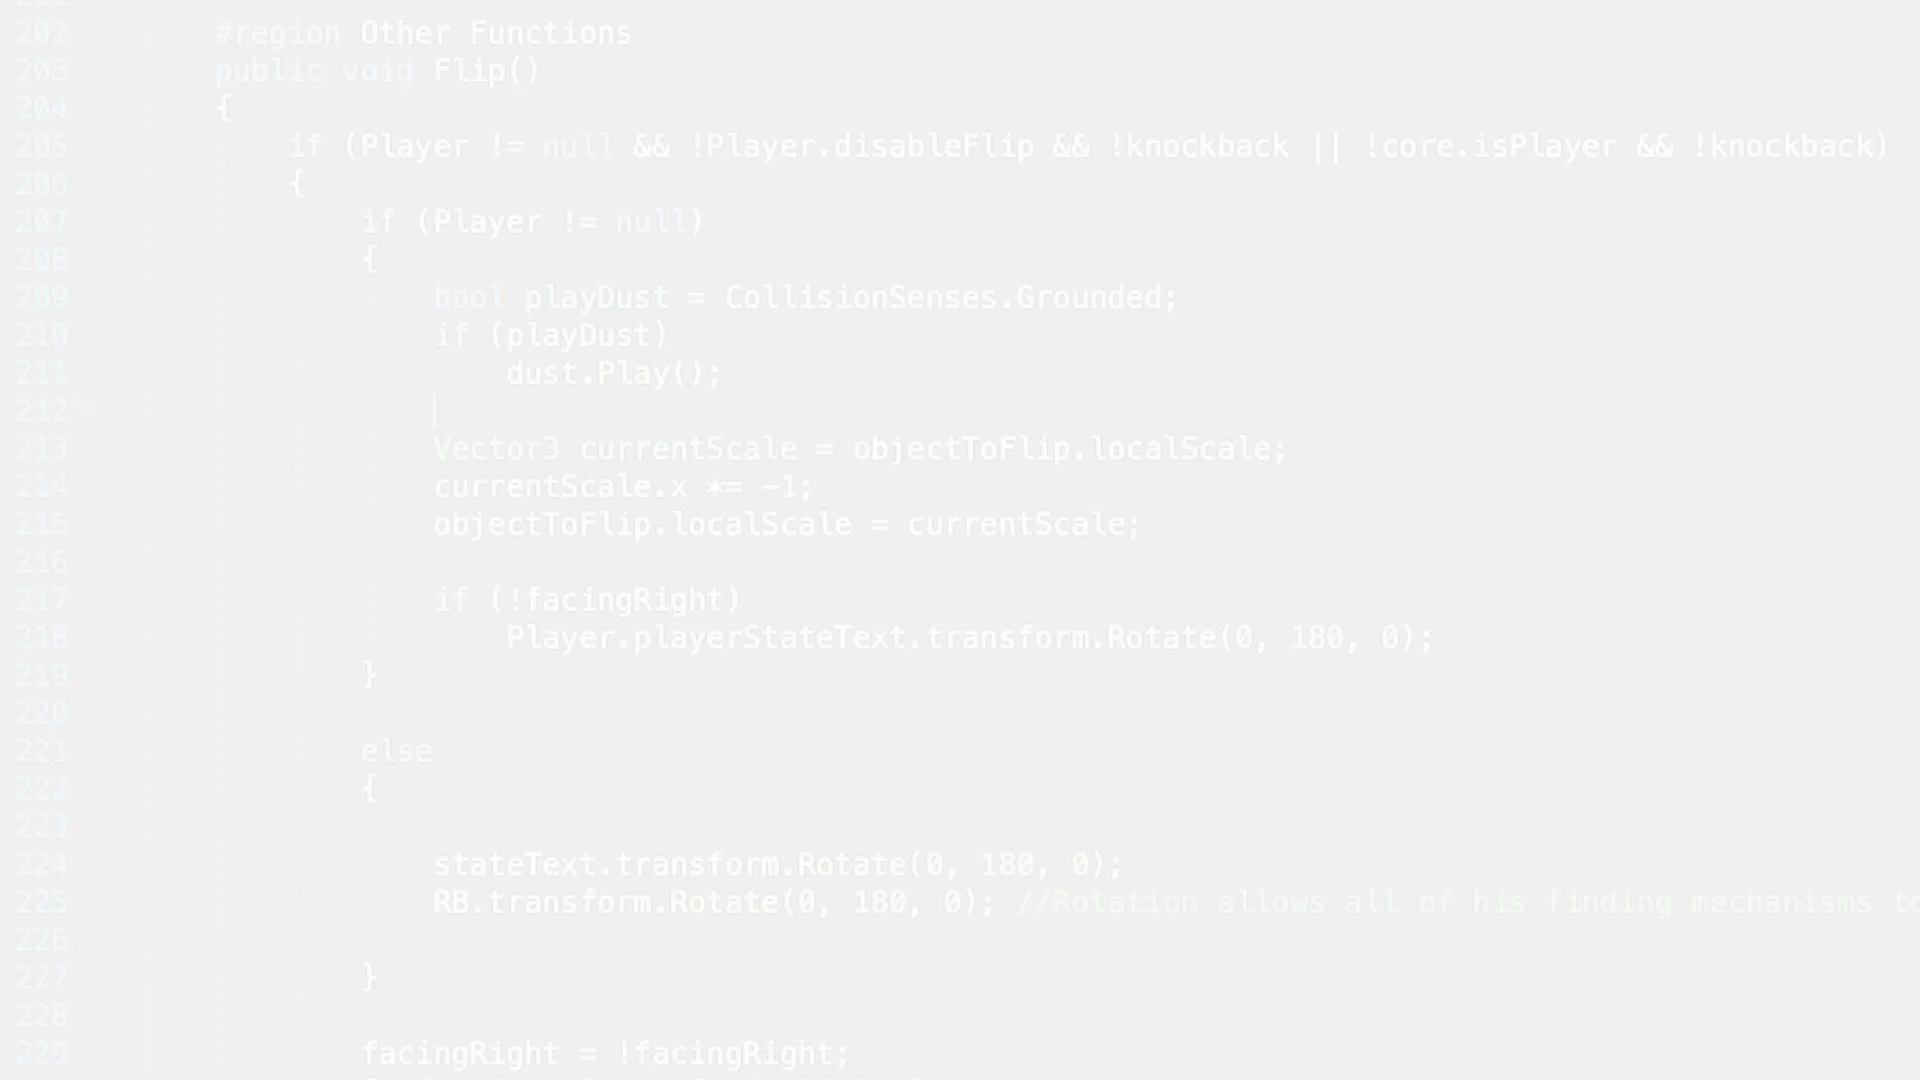 202 #region Other Functions
203 public void Flip()
204 {
205 if (Player != null && !Player.disableFlip && !knockback || !core.isPlayer && !knockback)
206 {
207 if (Player != null)
208 {
209 bool playDust = CollisionSenses.Grounded;
210 if (playDust)
211 dust.Play();
212
213 Vector3 currentScale = objectToFlip.localScale;
214 currentScale.x *= -1;
215 objectToFlip.localScale = currentScale;
216
217 if (!facingRight)
218 Player.playerStateText.transform.Rotate(0, 180, 0);
219 }
220
221 else
222 {
223
224 stateText.transform.Rotate(0, 180, 0);
225 RB.transform.Rotate(0, 180, 0); //Rotation allows all of his finding mechanisms to
226
227 }
228
229 facingRight = !facingRight;